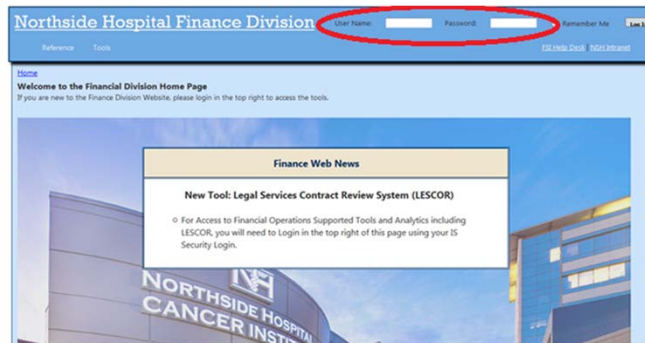 Northside Hospital Finance Division User Name: Password: Remember Me Log In
Reference Tools FSI Help Desk | NSH Intranet
Home
Welcome to the Financial Division Home Page
If you are new to the Finance Division Website, please login in the top right to access the tools.
Finance Web News
New Tool: Legal Services Contract Review System (LESCOR)
For Access to Financial Operations Supported Tools and Analytics including
LESCOR, you will need to Login in the top right of this page using your IS
Security Login.
NORTHSIDE HOSPITAL
CANCER